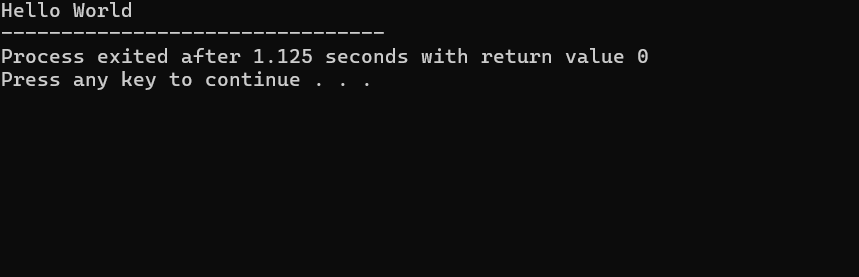 Hello World
--------------------------------
Process exited after 1.125 seconds with return value 0
Press any key to continue . . .